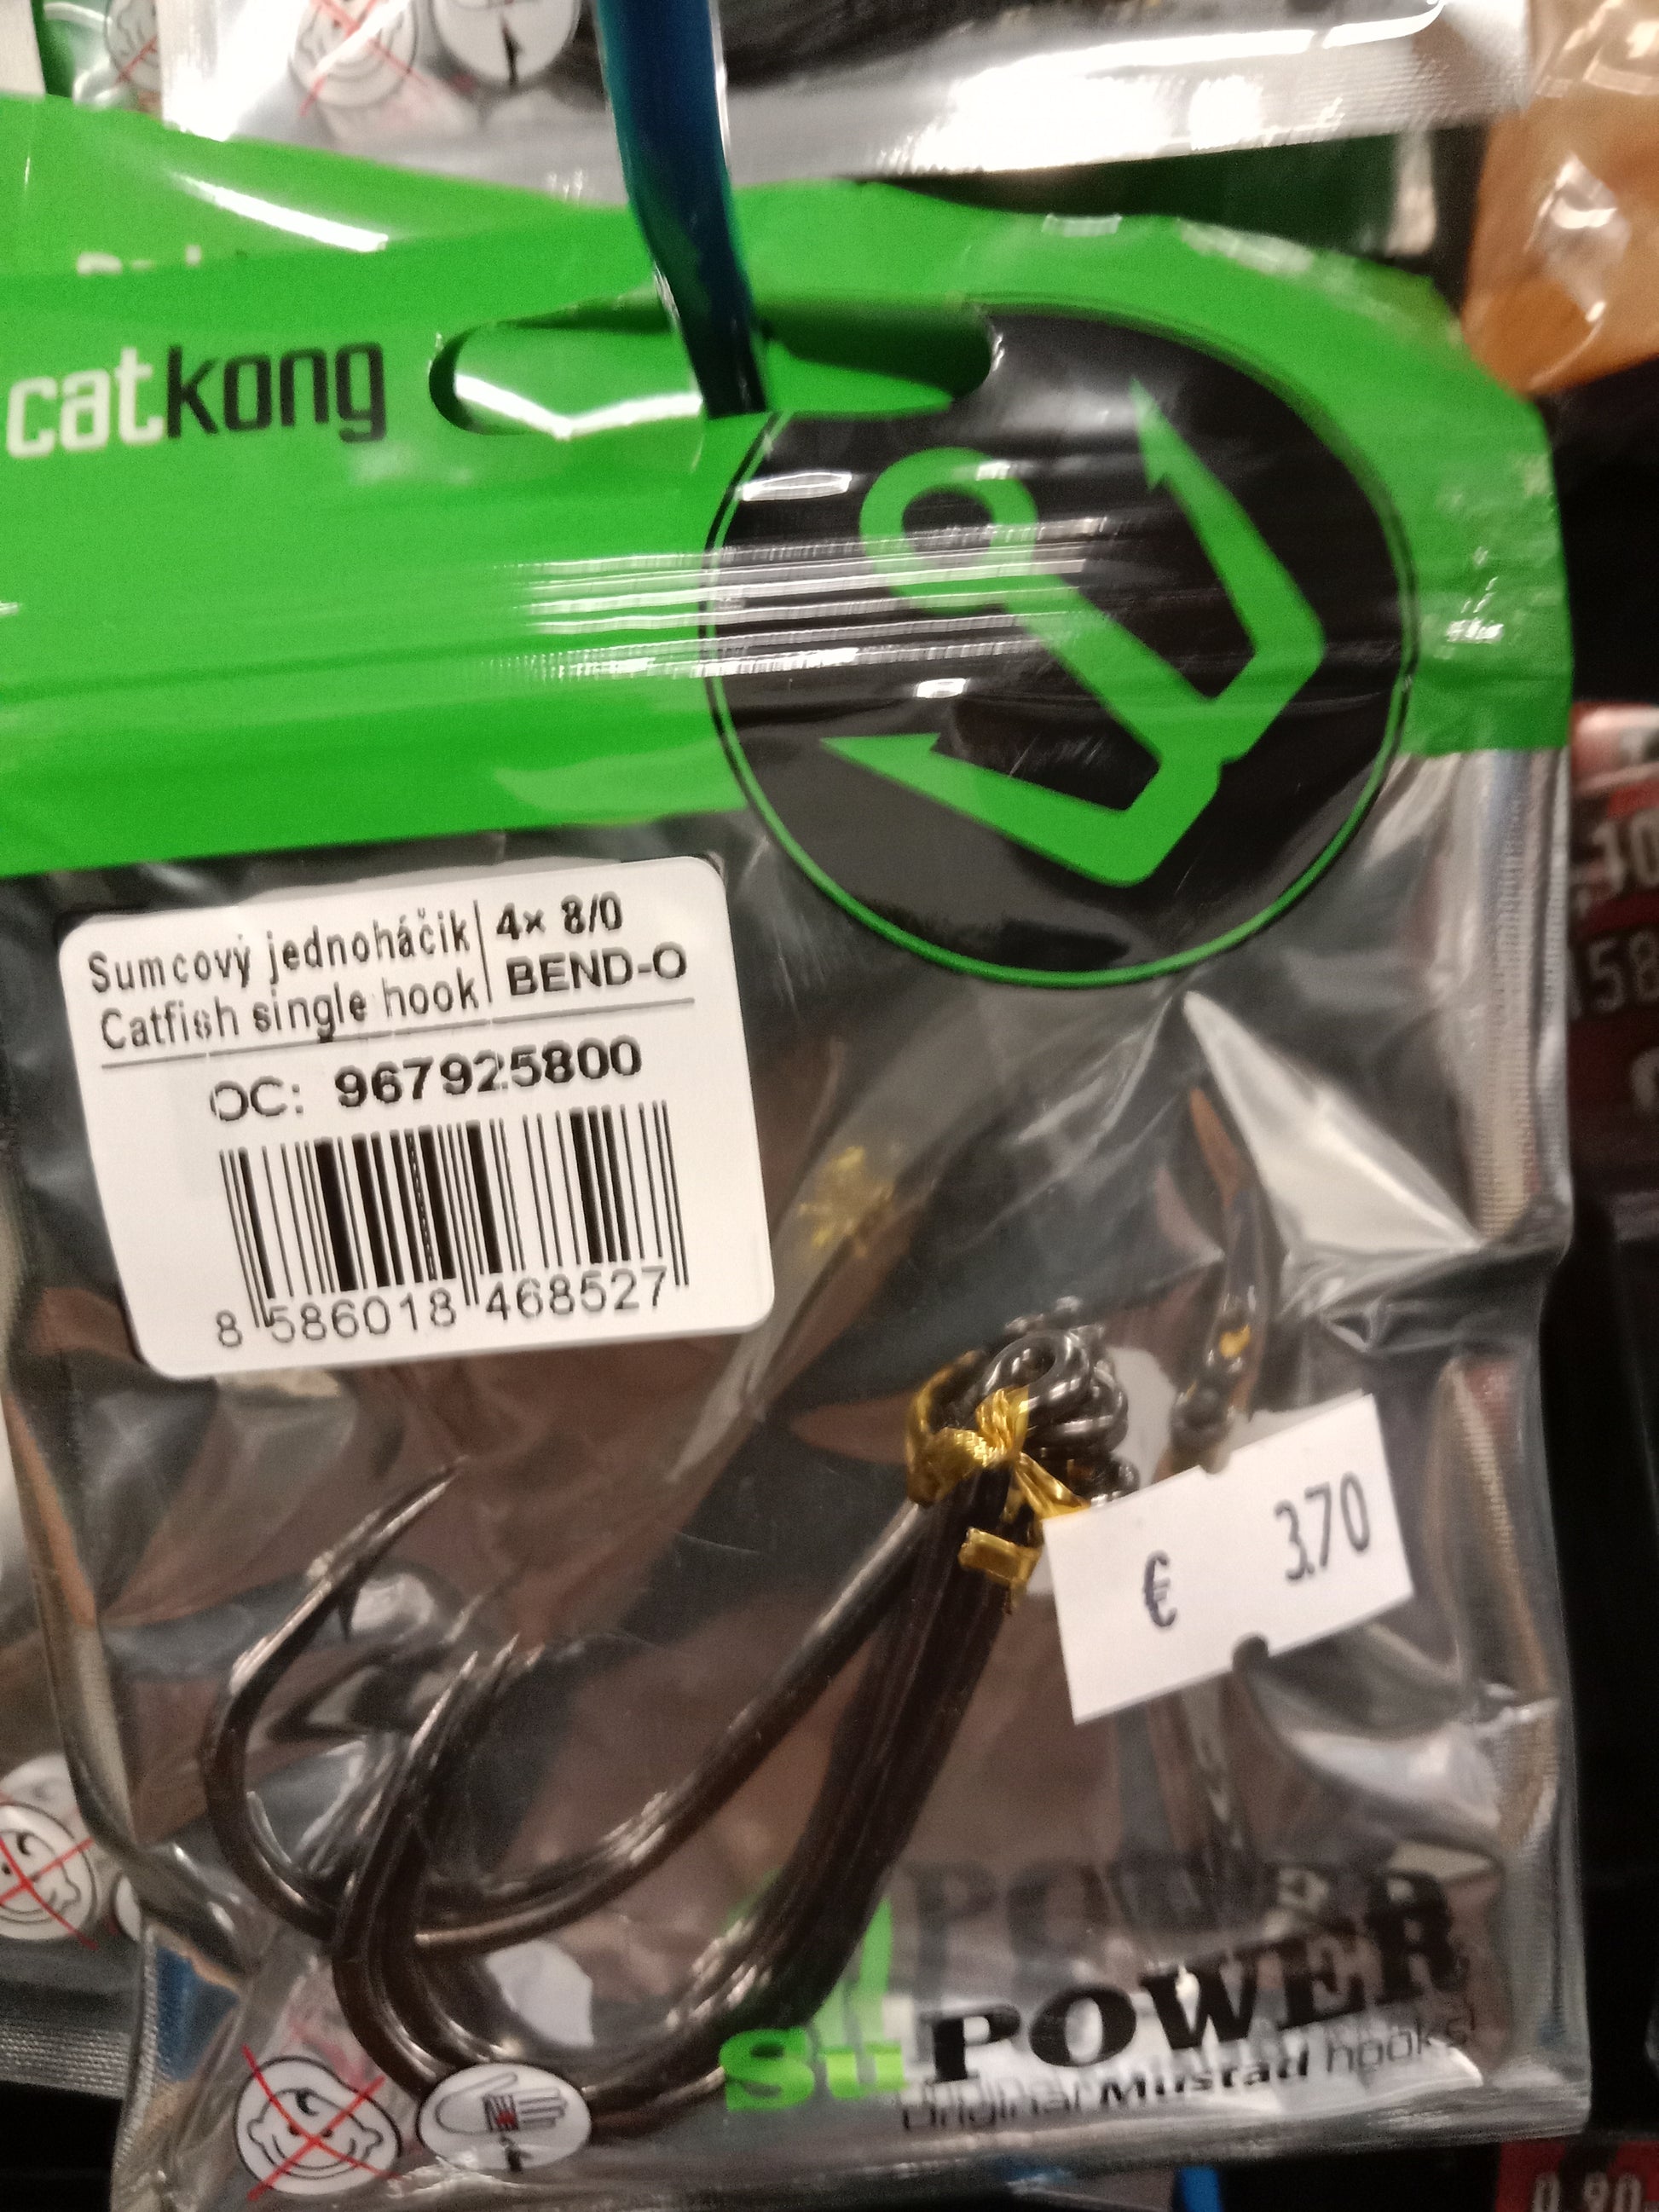 catkong
Sumcový jednoháčik 4× 8/0
Catfish single hook BEND-O
OC: 967925800
8 586018 468527
€ 3.70
Su POWER
original Mustad hooks